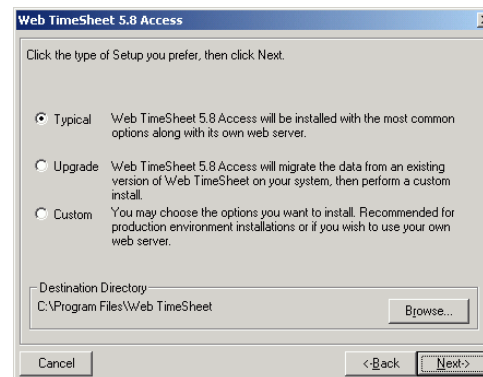 Web TimeSheet 5.8 Access
Click the type of Setup you prefer, then click Next.
Typical Web TimeSheet 5.8 Access will be installed with the most common
options along with its own web server.
Upgrade Web TimeSheet 5.8 Access will migrate the data from an existing
version of Web TimeSheet on your system, then perform a custom
install.
Custom You may choose the options you want to install. Recommended for
production environment installations or if you wish to use your own
web server.
Destination Directory
C:\Program Files\Web TimeSheet
Browse...
Cancel <-Back Next->